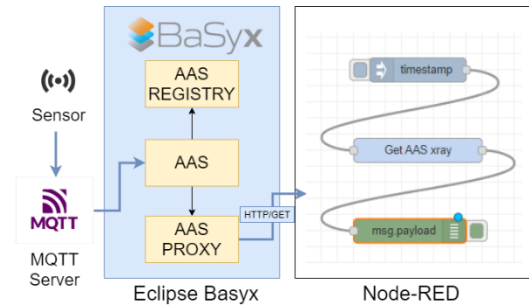 Sensor
MQTT
MQTT
Server
BaSyx
AAS
REGISTRY
AAS
AAS
PROXY
HTTP/GET
Eclipse Basyx
timestamp
Get AAS xray
msg.payload
Node-RED